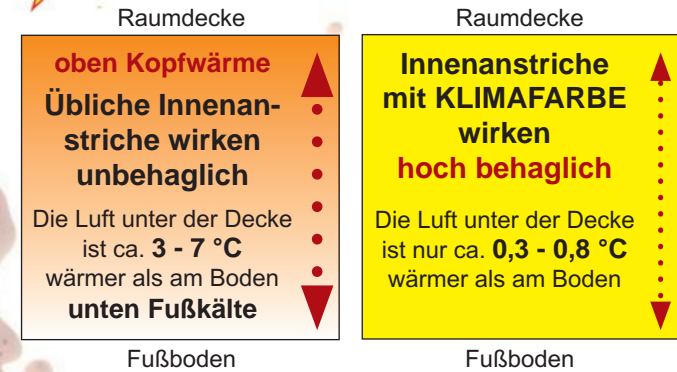 Raumdecke
oben Kopfwärme
Übliche Innenan-
striche wirken
unbehaglich
Die Luft unter der Decke
ist ca. 3 - 7 °C
wärmer als am Boden
unten Fußkälte
Fußboden
Raumdecke
Innenanstriche
mit KLIMAFARBE
wirken
hoch behaglich
Die Luft unter der Decke
ist nur ca. 0,3 - 0,8 °C
wärmer als am Boden
Fußboden